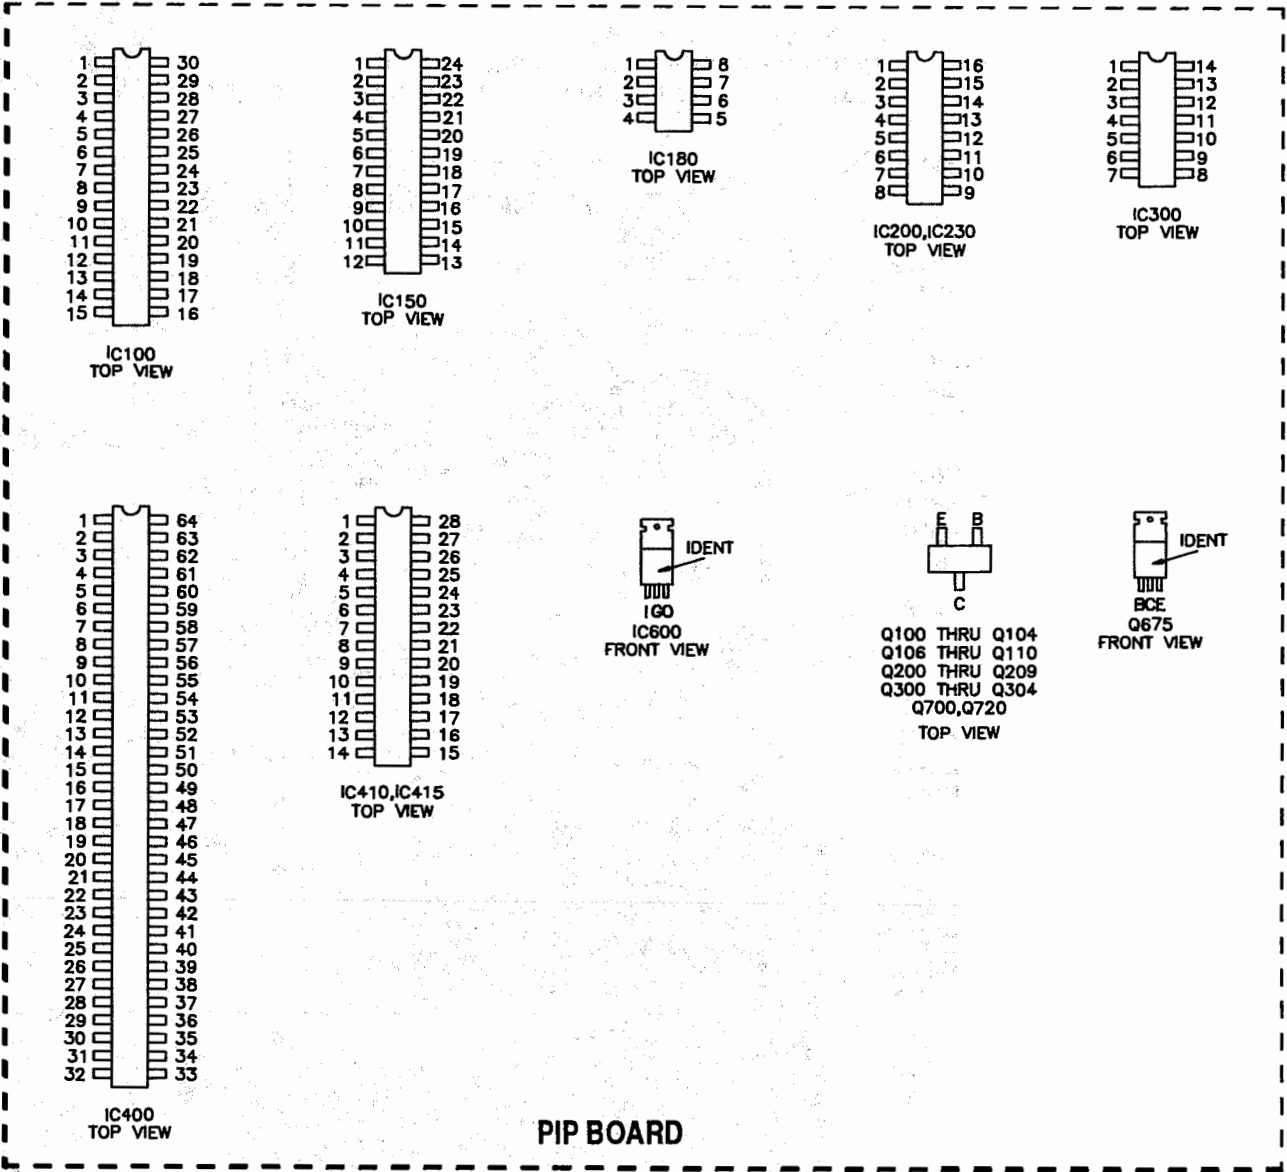 1 30
2 29
3 28
4 27
5 26
6 25
7 24
8 23
9 22
10 21
11 20
12 19
13 18
14 17
15 16
IC100
TOP VIEW
1 24
2 23
3 22
4 21
5 20
6 19
7 18
8 17
9 16
10 15
11 14
12 13
IC150
TOP VIEW
1 8
2 7
3 6
4 5
IC180
TOP VIEW
1 16
2 15
3 14
4 13
5 12
6 11
7 10
8 9
IC200,IC230
TOP VIEW
1 14
2 13
3 12
4 11
5 10
6 9
7 8
IC300
TOP VIEW
1 64
2 63
3 62
4 61
5 60
6 59
7 58
8 57
9 56
10 55
11 54
12 53
13 52
14 51
15 50
16 49
17 48
18 47
19 46
20 45
21 44
22 43
23 42
24 41
25 40
26 39
27 38
28 37
29 36
30 35
31 34
32 33
IC400
TOP VIEW
1 28
2 27
3 26
4 25
5 24
6 23
7 22
8 21
9 20
10 19
11 18
12 17
13 16
14 15
IC410,IC415
TOP VIEW
IDENT
IGO
IC600
FRONT VIEW
E B
C
Q100 THRU Q104
Q106 THRU Q110
Q200 THRU Q209
Q300 THRU Q304
Q700,Q720
TOP VIEW
IDENT
BCE
Q675
FRONT VIEW
PIP BOARD